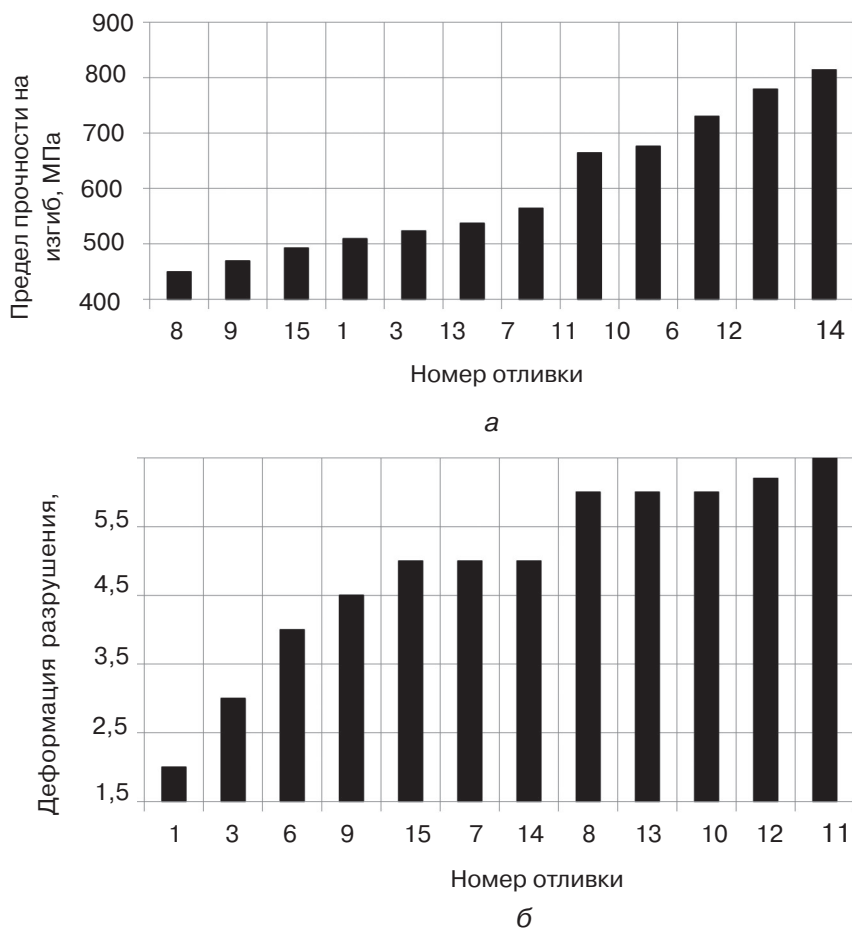 900
800
700
600
500
400
Предел прочности на
изгиб, МПа
8 9 15 1 3 13 7 11 10 6 12 14
Номер отливки
а
5,5
4,5
3,5
2,5
1,5
Деформация разрушения,
1 3 6 9 15 7 14 8 13 10 12 11
Номер отливки
б